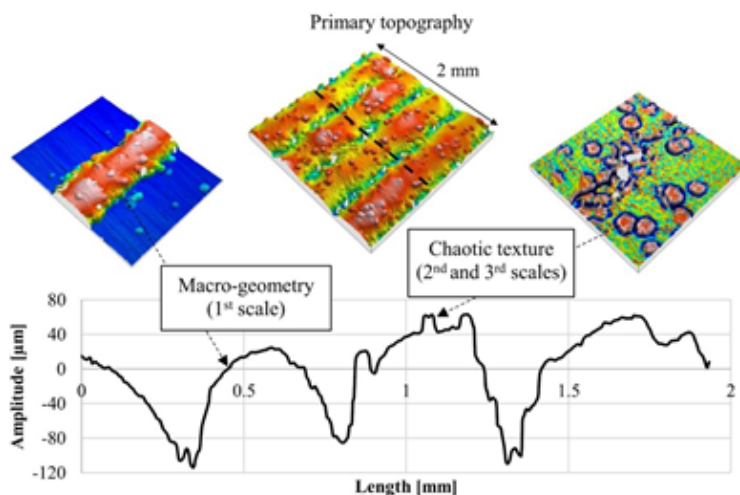 Primary topography
2 mm
Macro-geometry
(1st scale)
Chaotic texture
(2nd and 3rd scales)
80
40
0
-40
-80
-120
Amplitude [µm]
0
0.5
1
1.5
2
Length [mm]